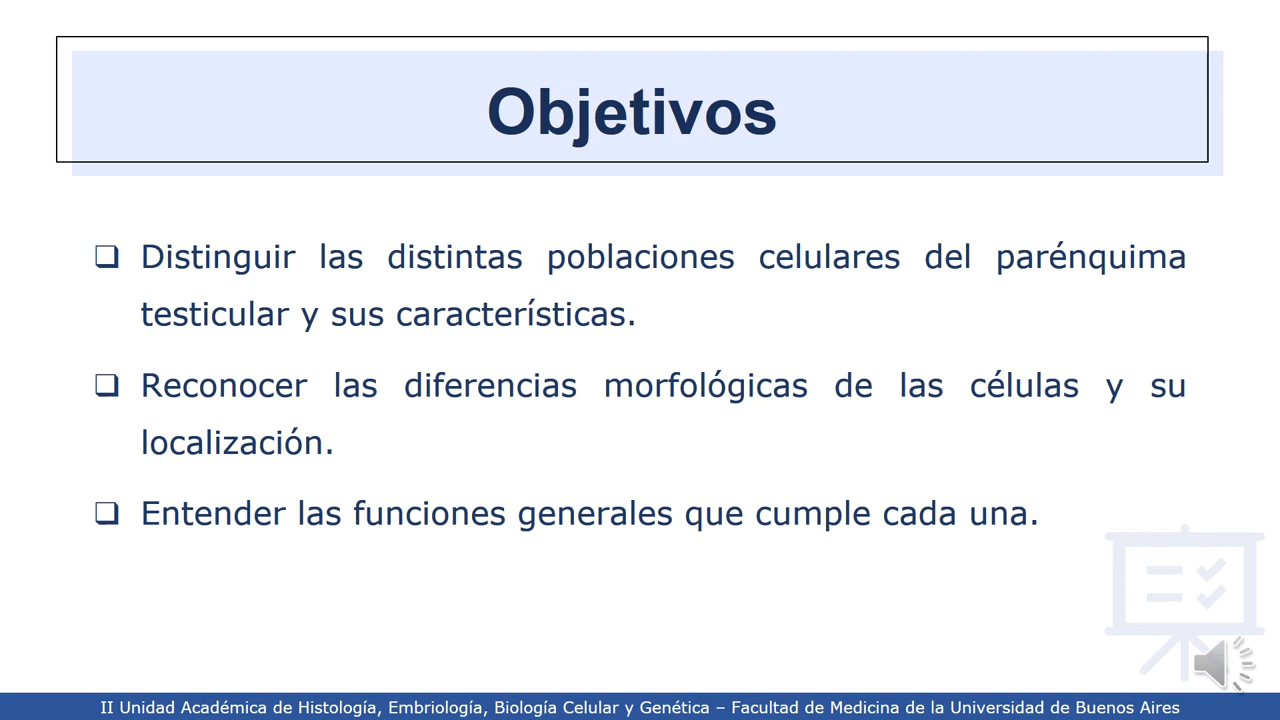 Objetivos
❑ Distinguir las distintas poblaciones celulares del parénquima
testicular y sus características.
❑ Reconocer las diferencias morfológicas de las células y su
localización.
❑ Entender las funciones generales que cumple cada una.
II Unidad Académica de Histología, Embriología, Biología Celular y Genética – Facultad de Medicina de la Universidad de Buenos Aires